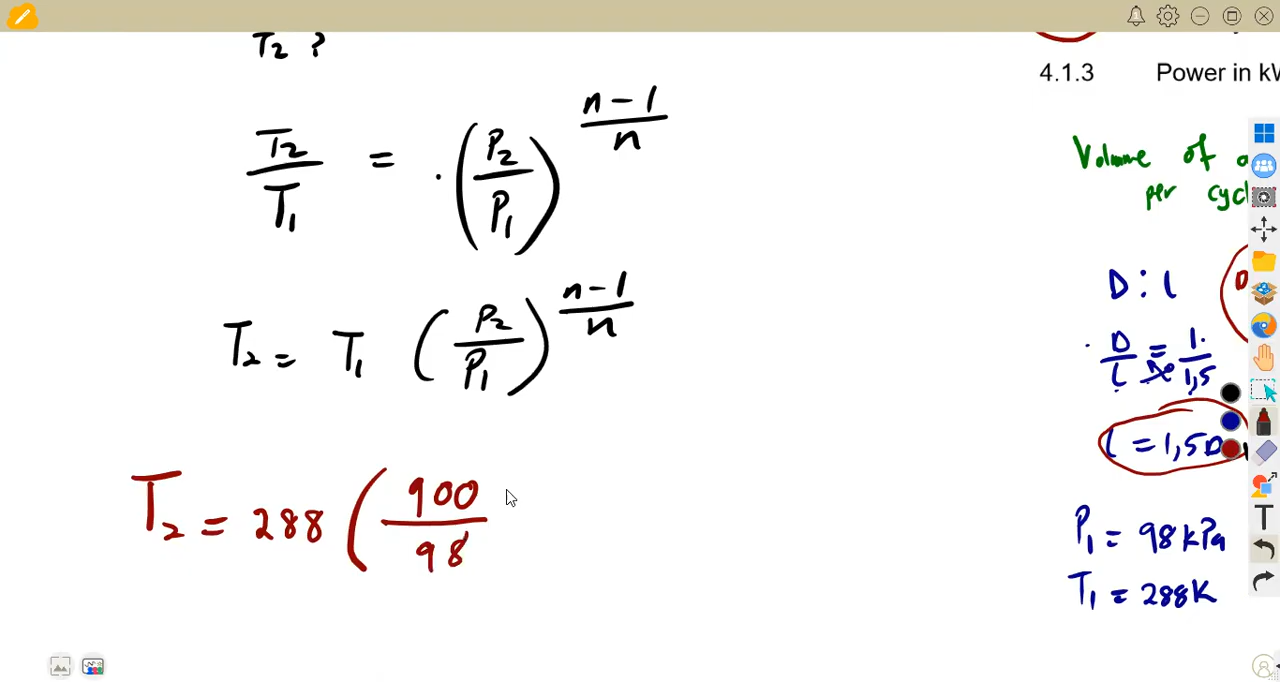 T2 ?
4.1.3 Power in kW
T2/T1 = (P2/P1)^(n-1)/n
Volume of
per cycl
T2 = T1 (P2/P1)^(n-1)/n
D : l
D/L = 1/1,5
l = 1,5D
T2 = 288 (900/98
P1 = 98 kPa
T1 = 288K
T